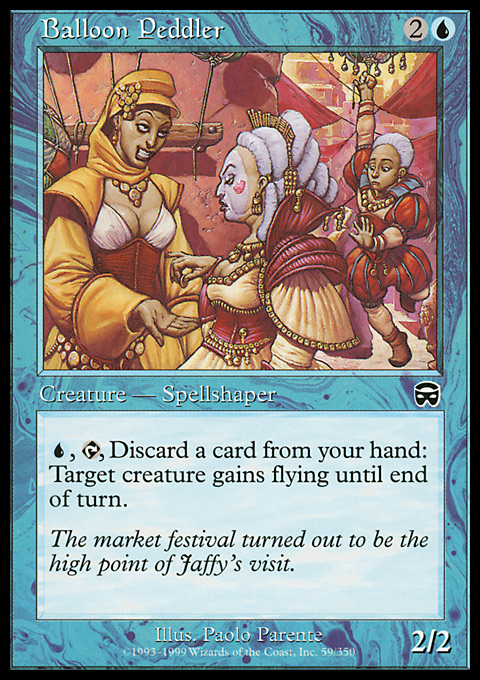 Balloon Peddler 2
Creature — Spellshaper
, , Discard a card from your hand:
Target creature gains flying until end
of turn.
The market festival turned out to be the
high point of Jaffy's visit.
Illus. Paolo Parente
©1993-1999 Wizards of the Coast, Inc. 59/350
2/2